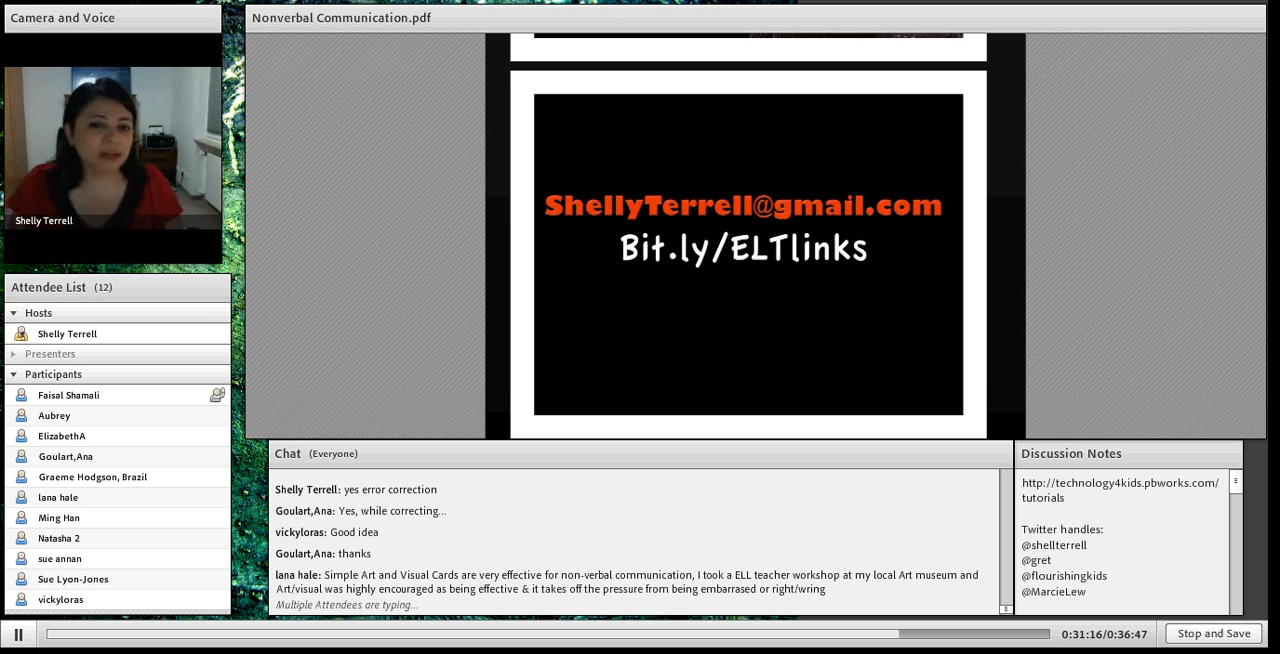 Camera and Voice
Shelly Terrell
Attendee List (12)
Hosts
Shelly Terrell
Presenters
Participants
Faisal Shamali
Aubrey
ElizabethA
Goulart,Ana
Graeme Hodgson, Brazil
lana hale
Ming Han
Natasha 2
sue annan
Sue Lyon-Jones
vickyloras
Nonverbal Communication.pdf
ShellyTerrell@gmail.com
Bit.ly/ELTlinks
Chat (Everyone)
Shelly Terrell: yes error correction
Goulart,Ana: Yes, while correcting...
vickyloras: Good idea
Goulart,Ana: thanks
lana hale: Simple Art and Visual Cards are very effective for non-verbal communication, I took a ELL teacher workshop at my local Art museum and
Art/visual was highly encouraged as being effective & it takes off the pressure from being embarrased or right/wring
Multiple Attendees are typing...
Discussion Notes
http://technology4kids.pbworks.com/
tutorials
Twitter handles:
@shellterrell
@gret
@flourishingkids
@MarcieLew
0:31:16/0:36:47
Stop and Save